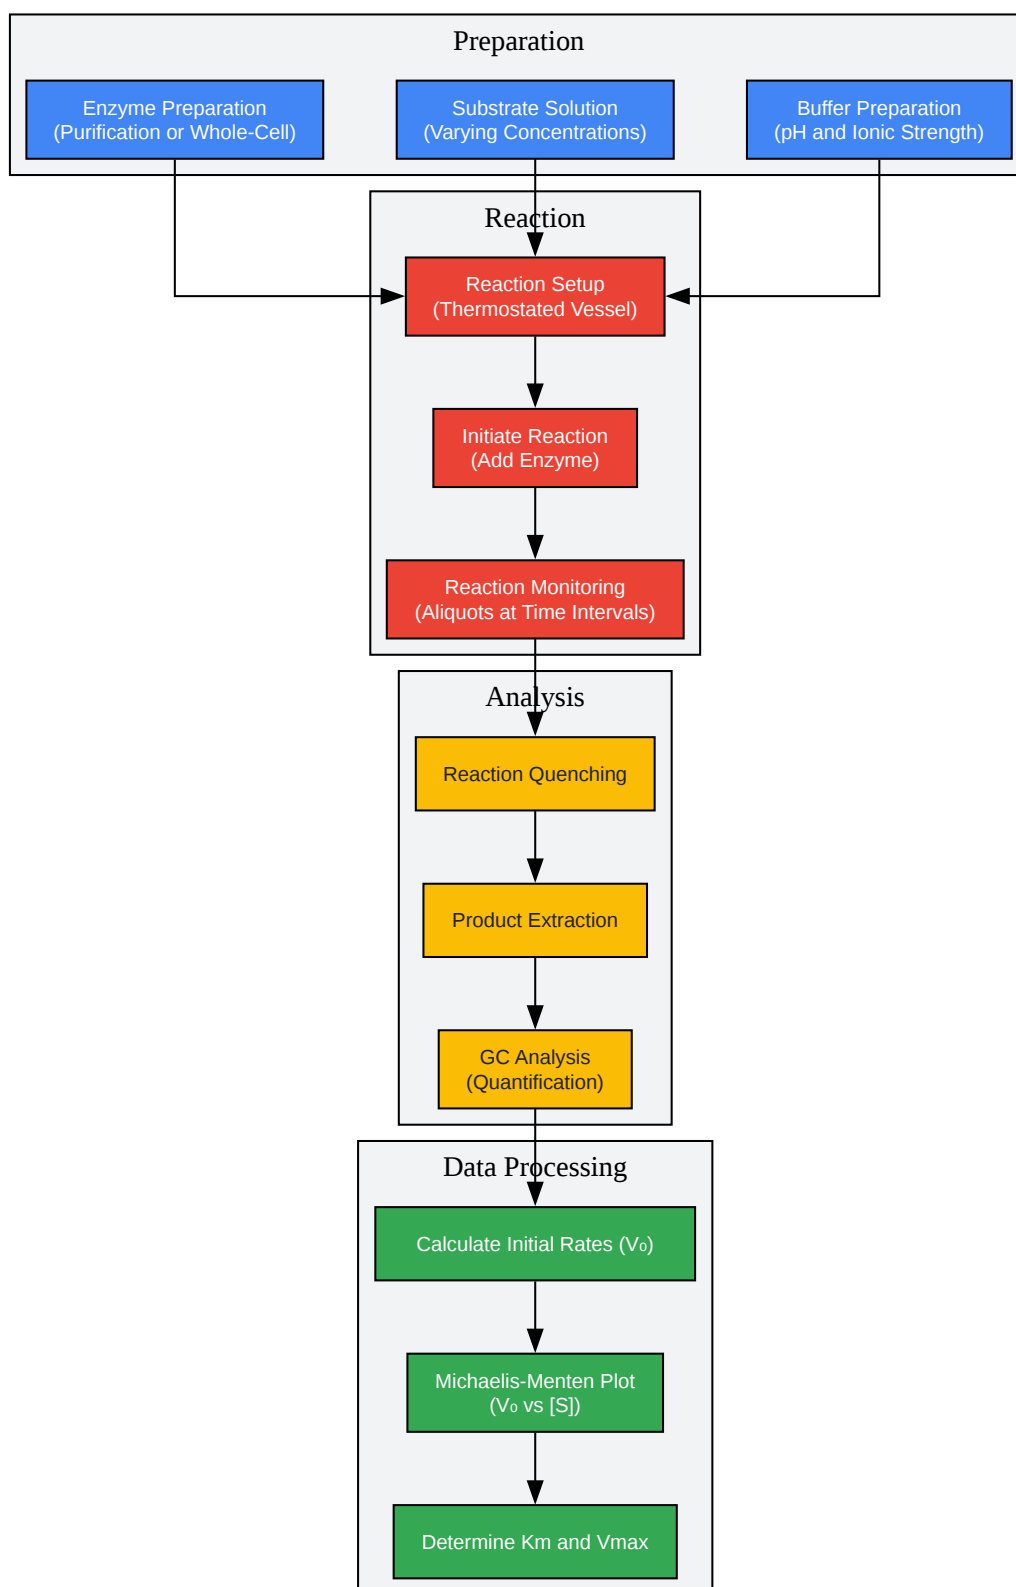 Preparation
Enzyme Preparation
(Purification or Whole-Cell)
Substrate Solution
(Varying Concentrations)
Buffer Preparation
(pH and Ionic Strength)
Reaction
Reaction Setup
(Thermostated Vessel)
Initiate Reaction
(Add Enzyme)
Reaction Monitoring
(Aliquots at Time Intervals)
Analysis
Reaction Quenching
Product Extraction
GC Analysis
(Quantification)
Data Processing
Calculate Initial Rates (V₀)
Michaelis-Menten Plot
(V₀ vs [S])
Determine Km and Vmax